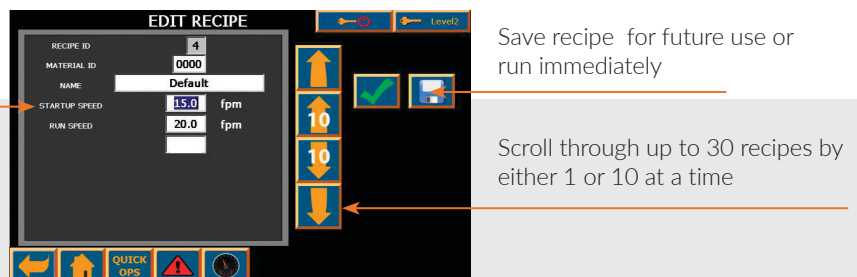 EDIT RECIPE
Level2
RECIPE ID 4
MATERIAL ID 0000
NAME Default
STARTUP SPEED 15.0 fpm
RUN SPEED 20.0 fpm
10
10
QUICK
OPS
Save recipe for future use or
run immediately
Scroll through up to 30 recipes by
either 1 or 10 at a time